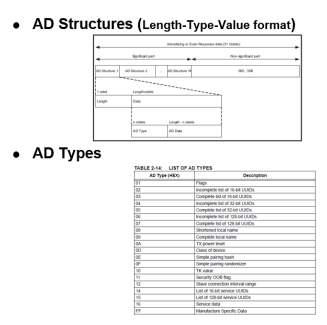 ● AD Structures (Length-Type-Value format)
Advertising or Scan Response data (31 Octets)
Significant part Non-significant part
AD Structure 1 AD Structure 2 ... AD Structure N 000...000b
1 octet Length octets
Length Data
n octets Length - n octets
AD Type AD Data
● AD Types
TABLE 2-14: LIST OF AD TYPES
AD Type (HEX) Description
01 Flags
02 Incomplete list of 16-bit UUIDs
03 Complete list of 16-bit UUIDs
04 Incomplete list of 32-bit UUIDs
05 Complete list of 32-bit UUIDs
06 Incomplete list of 128-bit UUIDs
07 Complete list of 128-bit UUIDs
08 Shortened local name
09 Complete local name
0A TX power level
0D Class of device
0E Simple pairing hash
0F Simple pairing randomizer
10 TK value
11 Security OOB flag
12 Slave connection interval range
14 List of 16-bit service UUIDs
15 List of 128-bit service UUIDs
16 Service data
FF Manufacture Specific Data